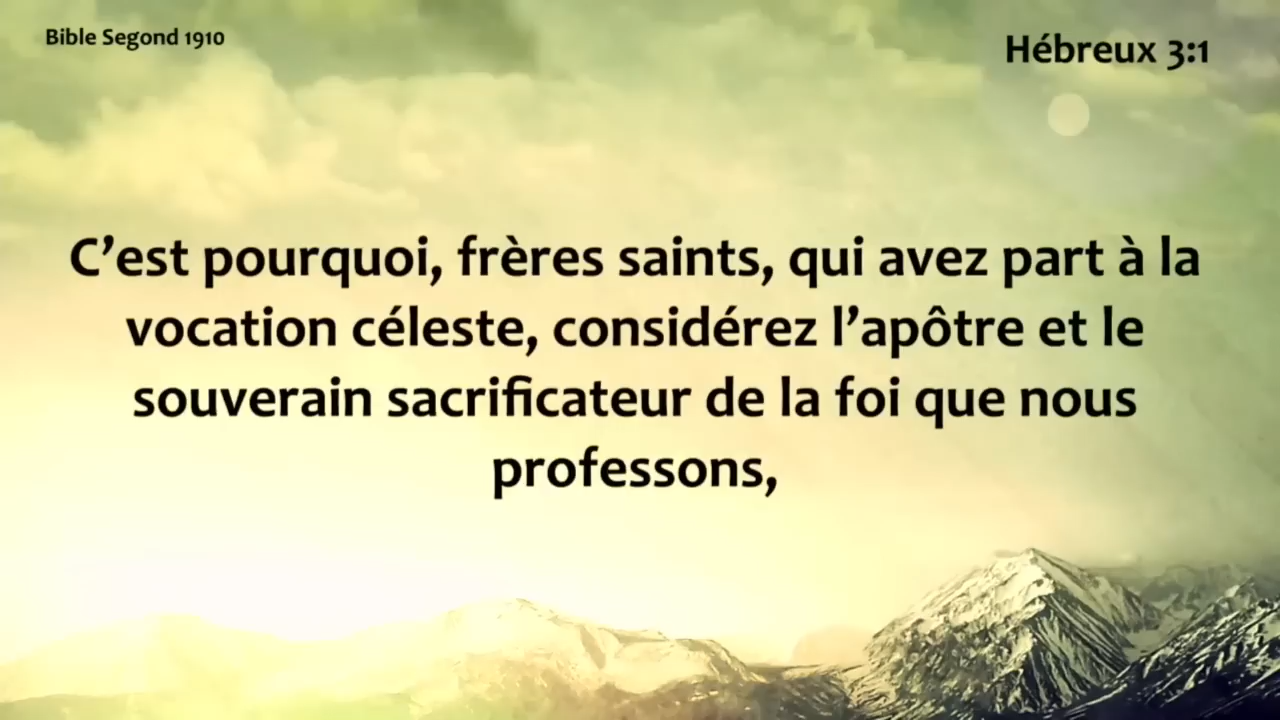 Bible Segond 1910
Hébreux 3:1
C’est pourquoi, frères saints, qui avez part à la
vocation céleste, considérez l’apôtre et le
souverain sacrificateur de la foi que nous
professons,